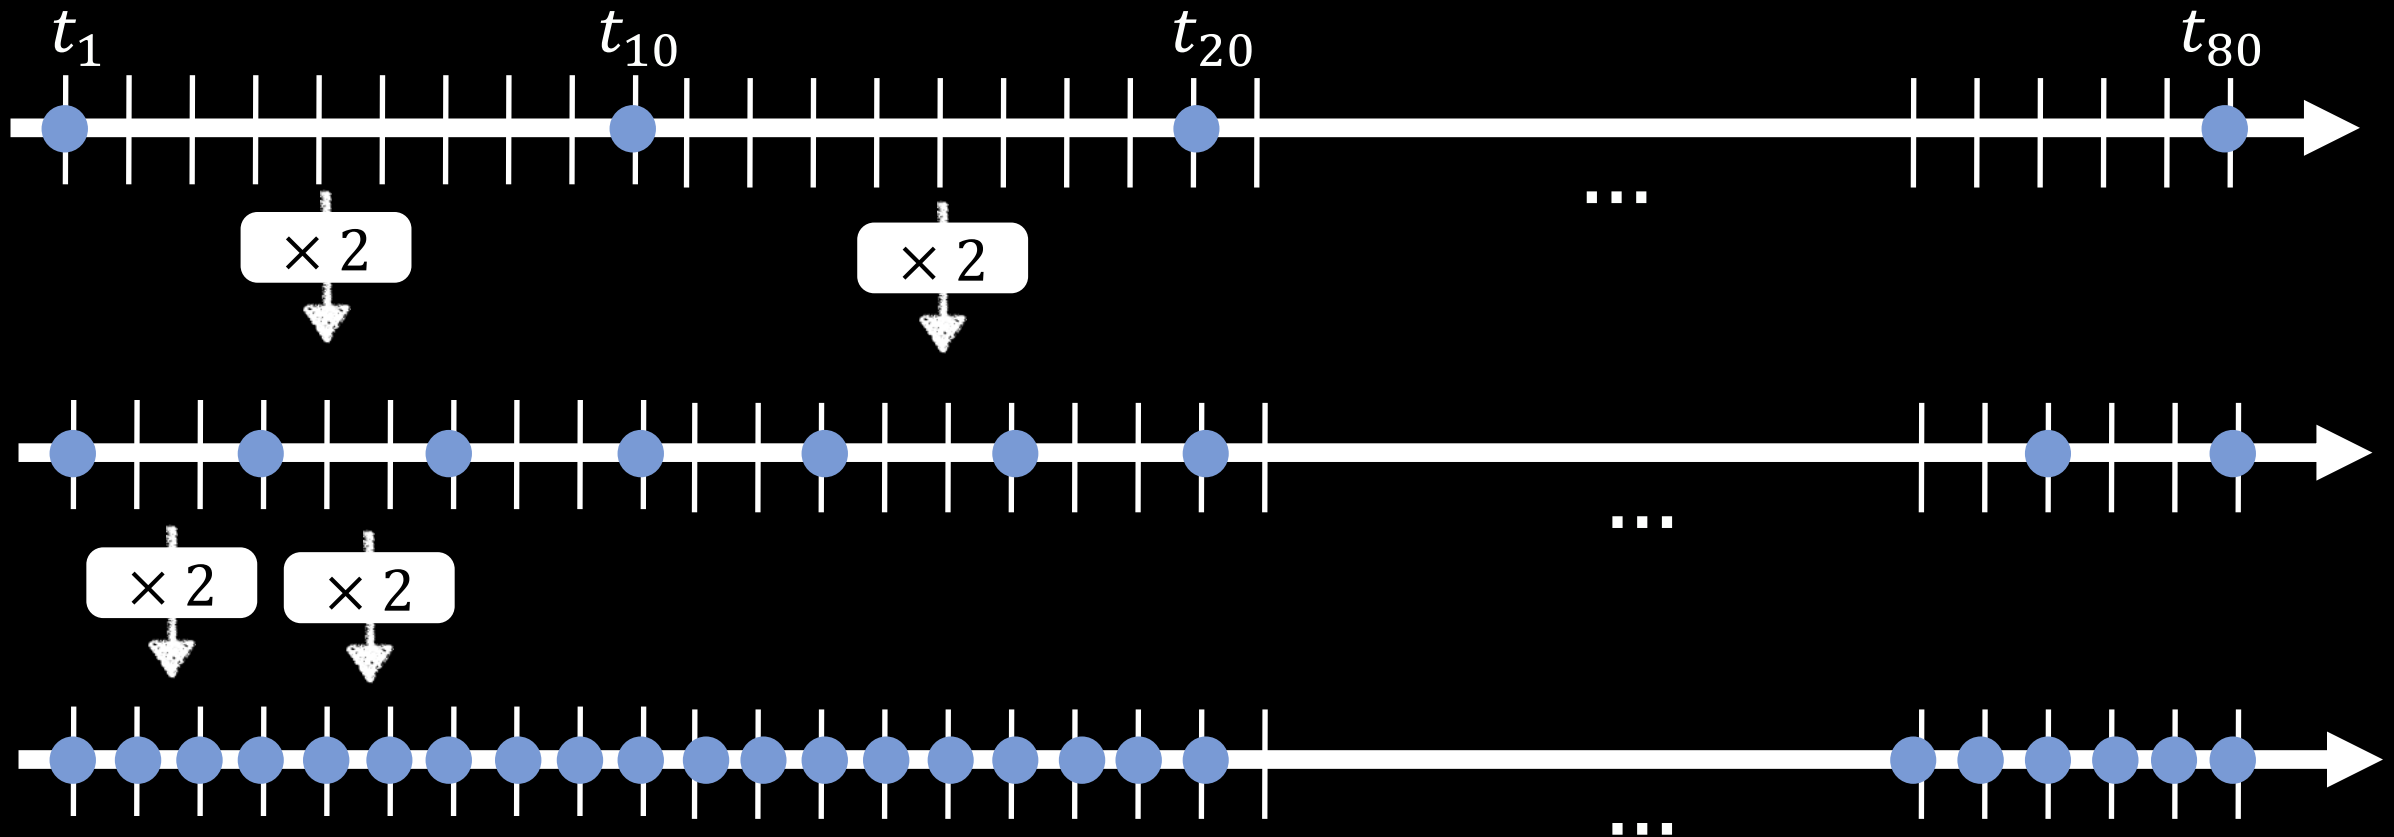 t₁ t₁₀ t₂₀ t₈₀
...
× 2 × 2
...
× 2 × 2
...